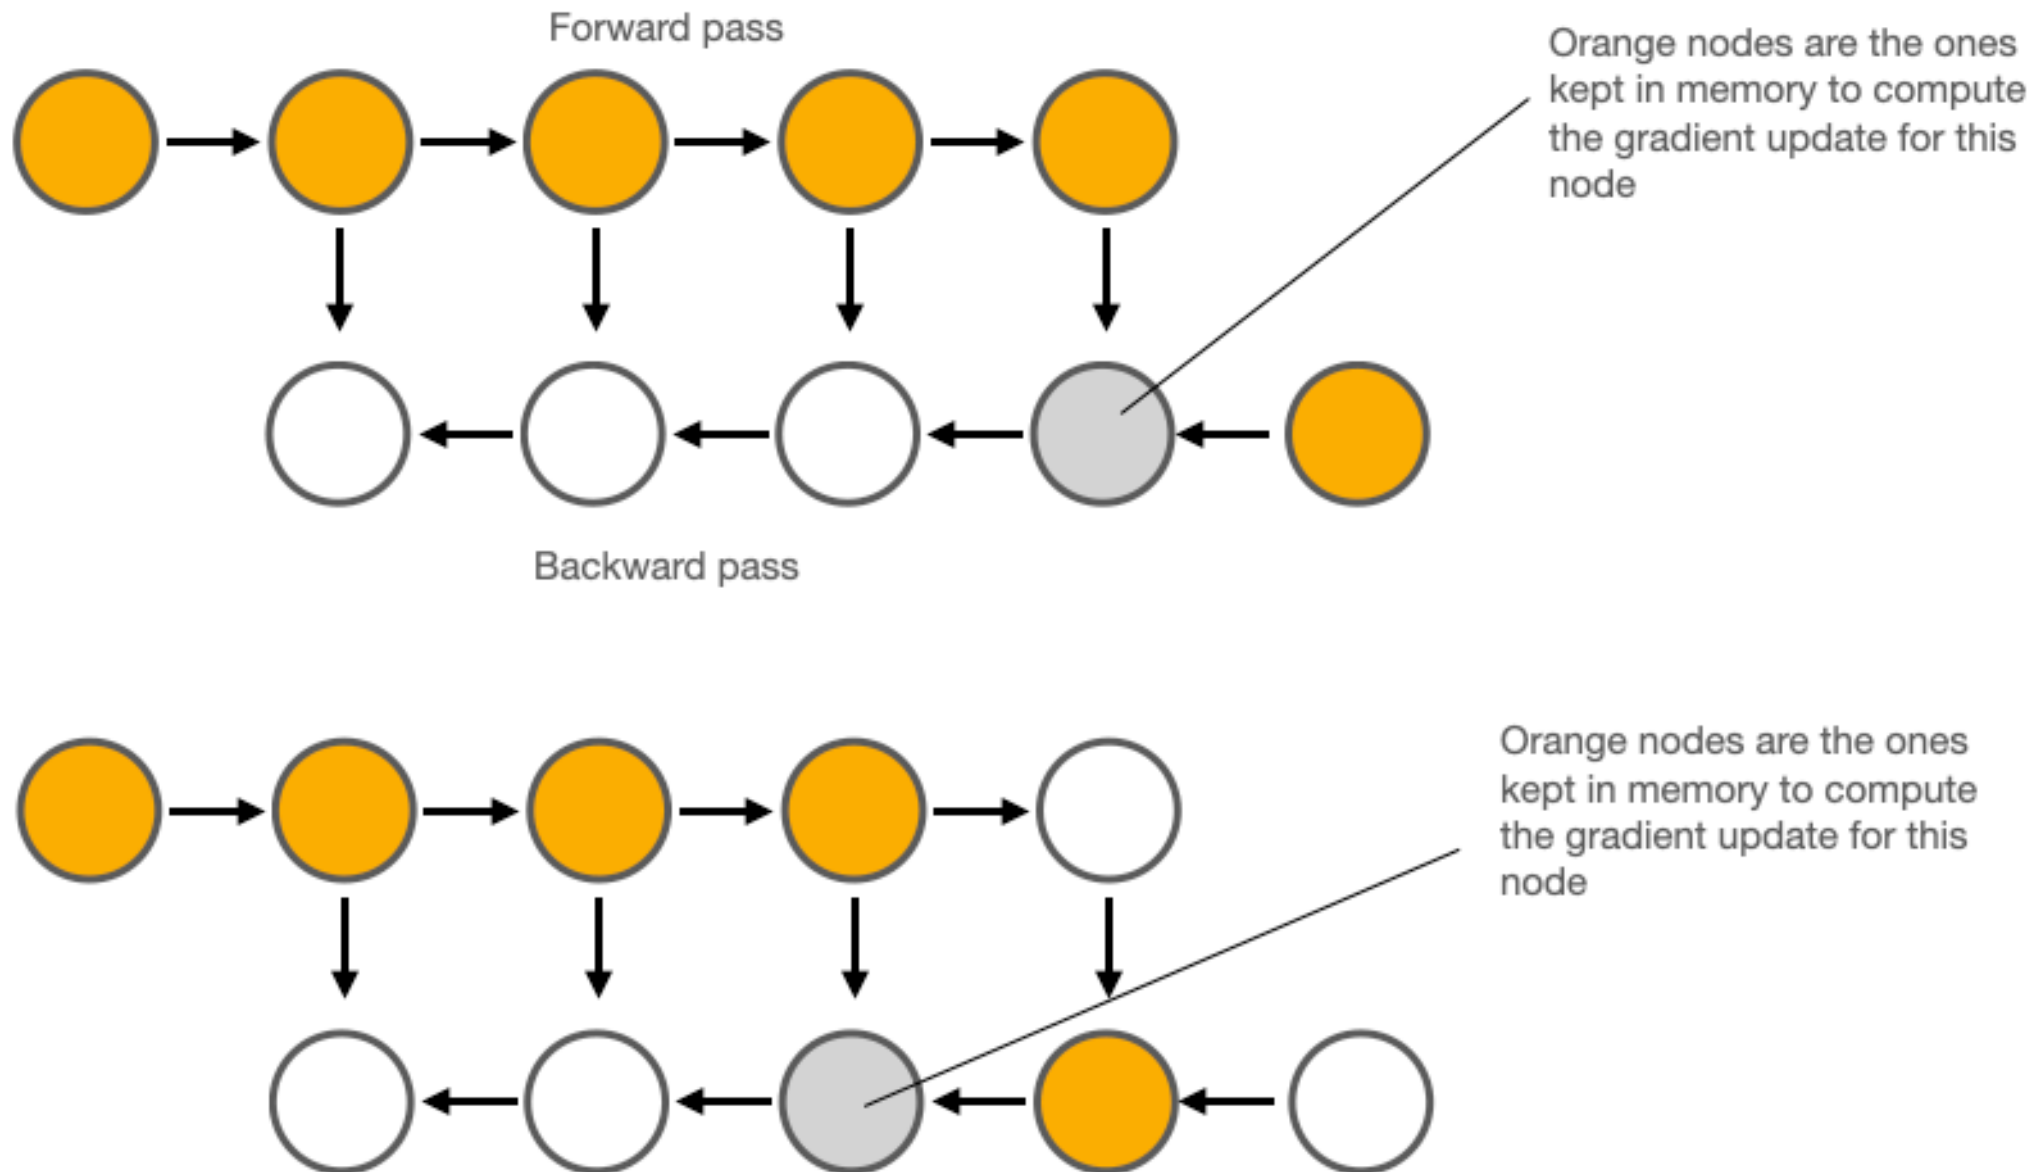 Forward pass
Orange nodes are the ones
kept in memory to compute
the gradient update for this
node
Backward pass
Orange nodes are the ones
kept in memory to compute
the gradient update for this
node